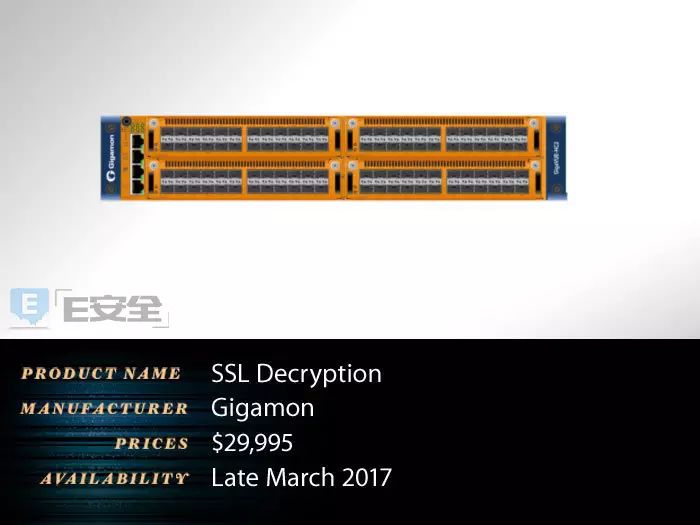 Gigamon
GigaVUE-HC2
E
E安全
PRODUCT NAME SSL Decryption
MANUFACTURER Gigamon
PRICES $29,995
AVAILABILITY Late March 2017